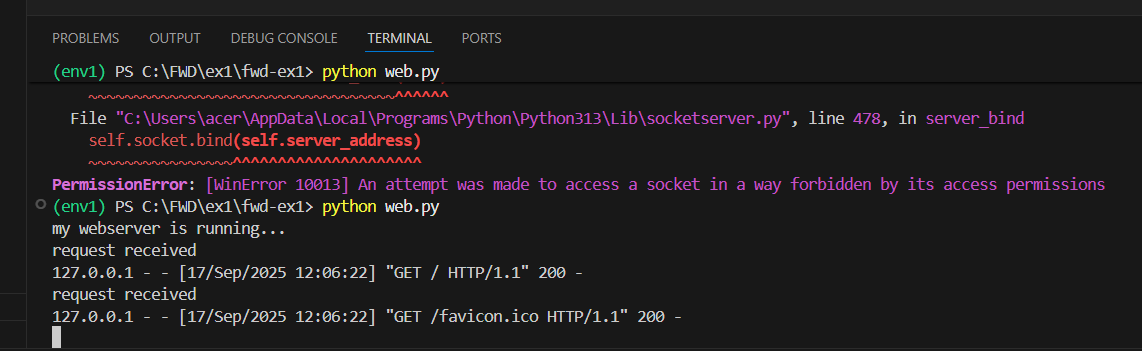 PROBLEMS OUTPUT DEBUG CONSOLE TERMINAL PORTS
(env1) PS C:\FWD\ex1\fwd-ex1> python web.py
~~~~~~~~~~~~~~~~~~~~~~~~~~~~~~~~~~^^^^^^
File "C:\Users\acer\AppData\Local\Programs\Python\Python313\Lib\socketserver.py", line 478, in server_bind
self.socket.bind(self.server_address)
~~~~~~~~~~~~~~~~^^^^^^^^^^^^^^^^^^^^^
PermissionError: [WinError 10013] An attempt was made to access a socket in a way forbidden by its access permissions
(env1) PS C:\FWD\ex1\fwd-ex1> python web.py
my webserver is running...
request received
127.0.0.1 - - [17/Sep/2025 12:06:22] "GET / HTTP/1.1" 200 -
request received
127.0.0.1 - - [17/Sep/2025 12:06:22] "GET /favicon.ico HTTP/1.1" 200 -